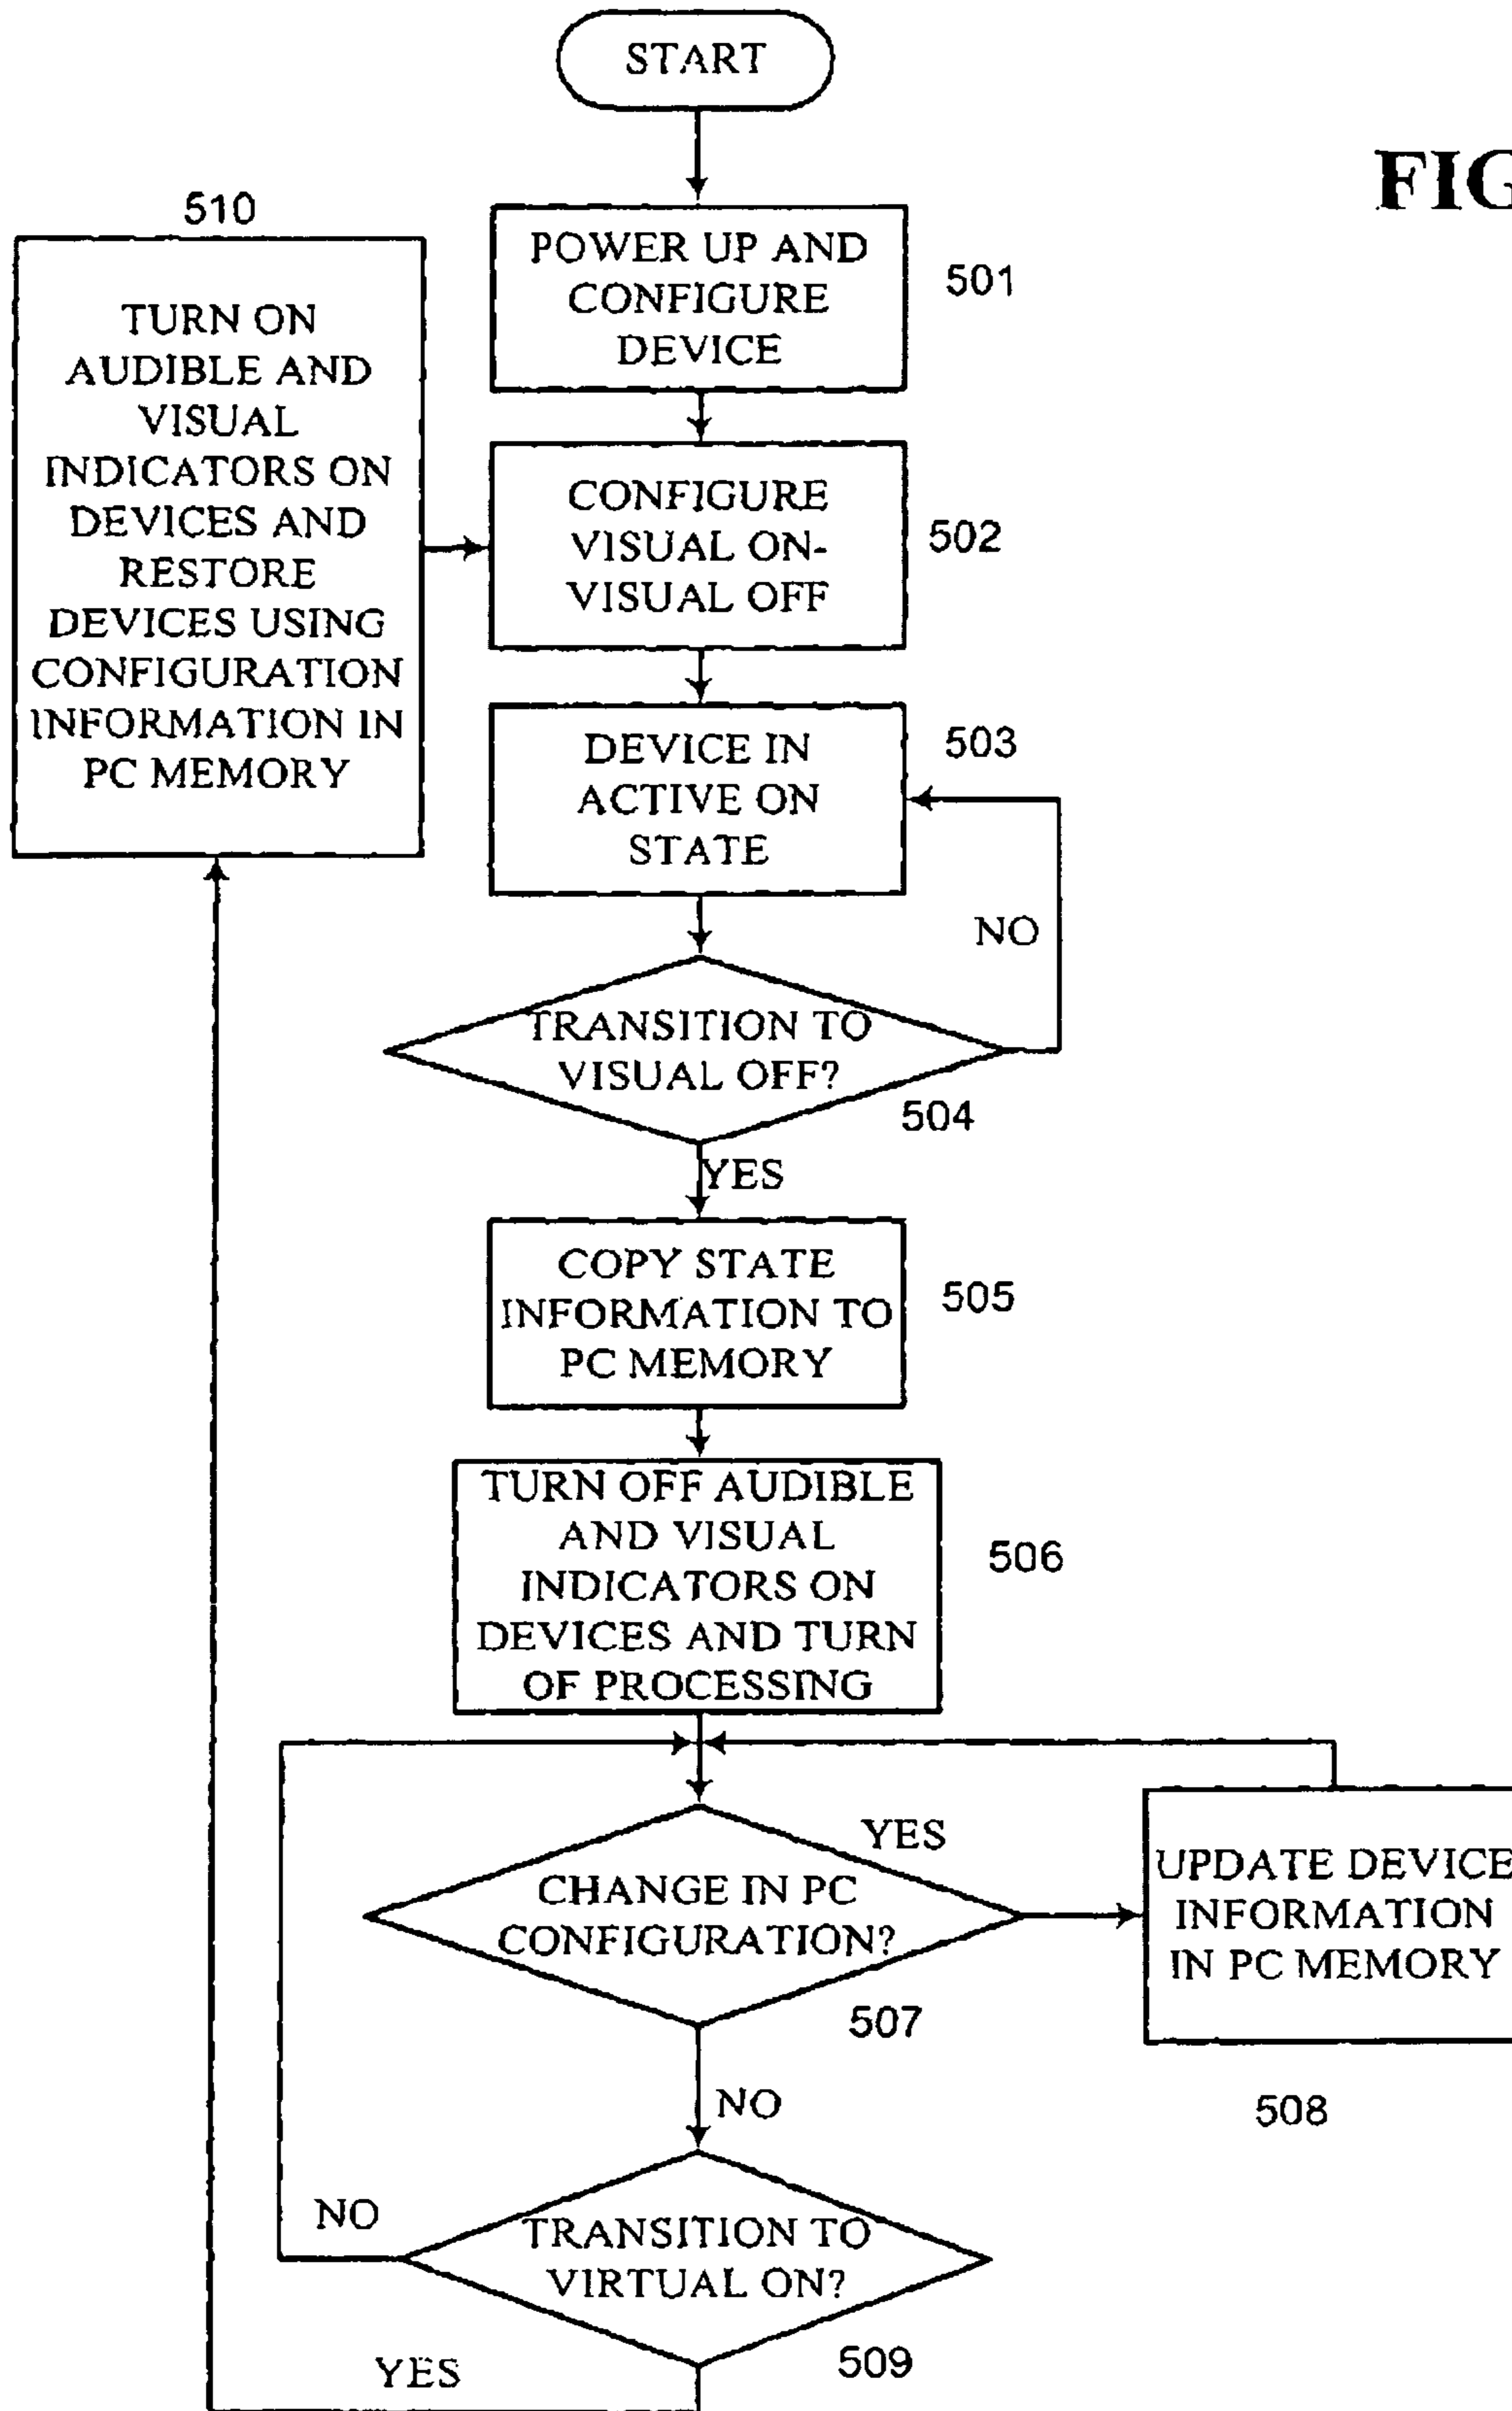 START
FIG
510
POWER UP AND
CONFIGURE
DEVICE
501
TURN ON
AUDIBLE AND
VISUAL
INDICATORS ON
DEVICES AND
RESTORE
DEVICES USING
CONFIGURATION
INFORMATION IN
PC MEMORY
CONFIGURE
VISUAL ON-
VISUAL OFF
502
DEVICE IN
ACTIVE ON
STATE
503
NO
TRANSITION TO
VISUAL OFF?
504
YES
COPY STATE
INFORMATION TO
PC MEMORY
505
TURN OFF AUDIBLE
AND VISUAL
INDICATORS ON
DEVICES AND TURN
OF PROCESSING
506
YES
CHANGE IN PC
CONFIGURATION?
507
UPDATE DEVICE
INFORMATION
IN PC MEMORY
508
NO
NO
TRANSITION TO
VIRTUAL ON?
509
YES